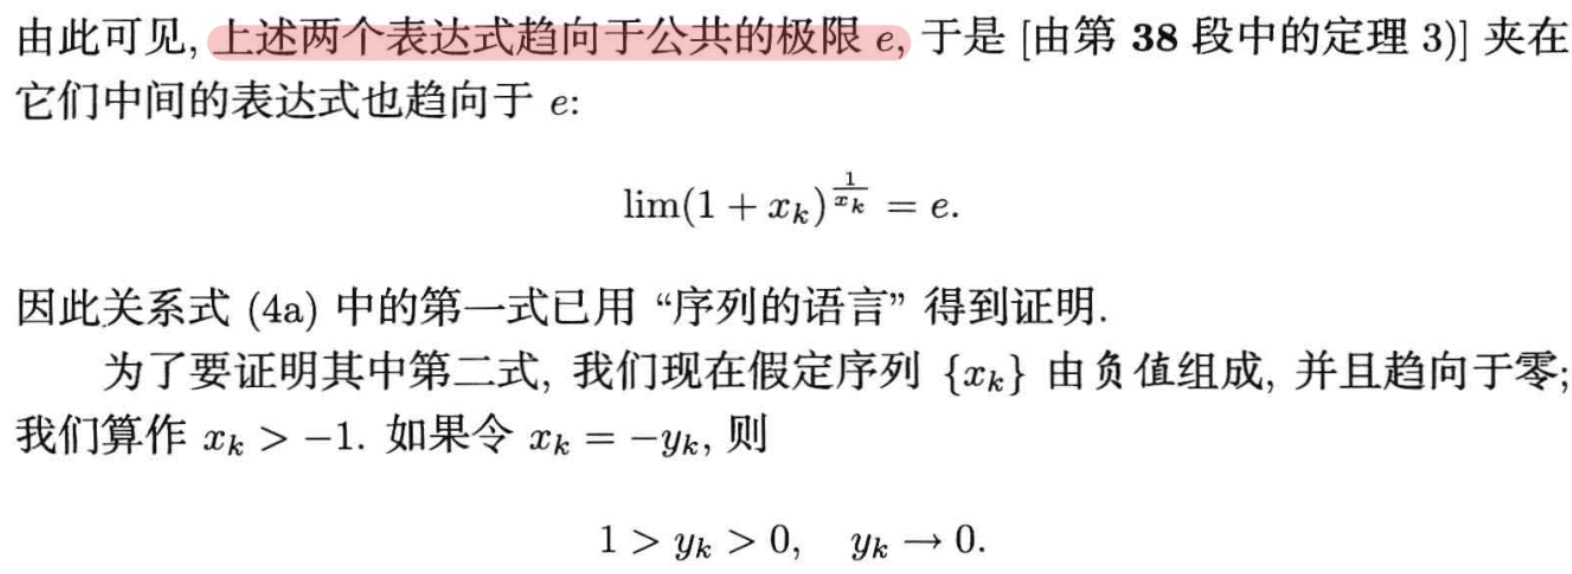 由此可见, 上述两个表达式趋向于公共的极限 e, 于是 [由第 38 段中的定理 3)] 夹在
它们中间的表达式也趋向于 e:
lim(1 + x_k)^{\frac{1}{x_k}} = e.
因此关系式 (4a) 中的第一式已用 “序列的语言” 得到证明.
为了要证明其中第二式, 我们现在假定序列 {x_k} 由负值组成, 并且趋向于零;
我们算作 x_k > −1. 如果令 x_k = −y_k, 则
1 > y_k > 0, y_k → 0.